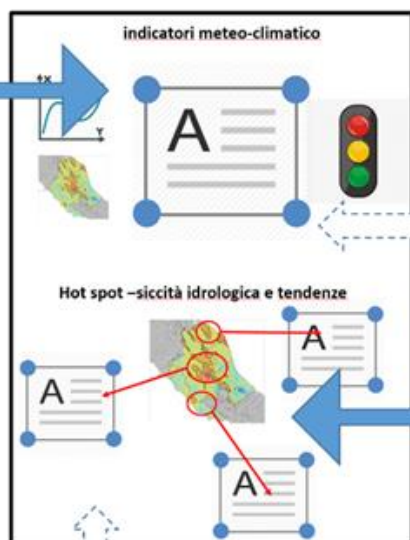 indicatori meteo-climatico
+X
Y
A
Hot spot –siccità idrologica e tendenze
A
A
A